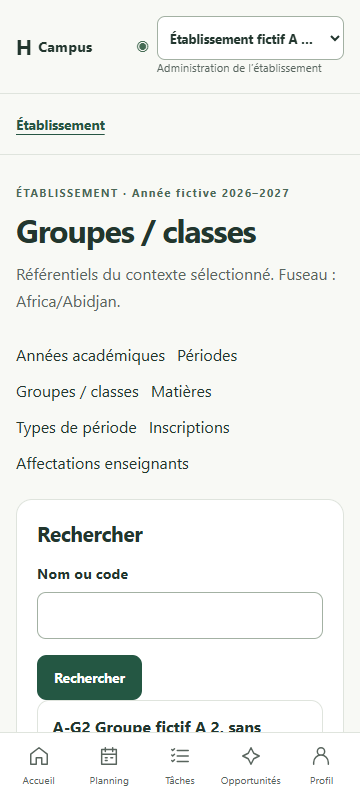 H Campus
Établissement fictif A ...
Administration de l'établissement
Établissement
ÉTABLISSEMENT · Année fictive 2026–2027
Groupes / classes
Référentiels du contexte sélectionné. Fuseau :
Africa/Abidjan.
Années académiques Périodes
Groupes / classes Matières
Types de période Inscriptions
Affectations enseignants
Rechercher
Nom ou code
Rechercher
A-G2 Groupe fictif A 2, sans
Accueil Planning Tâches Opportunités Profil